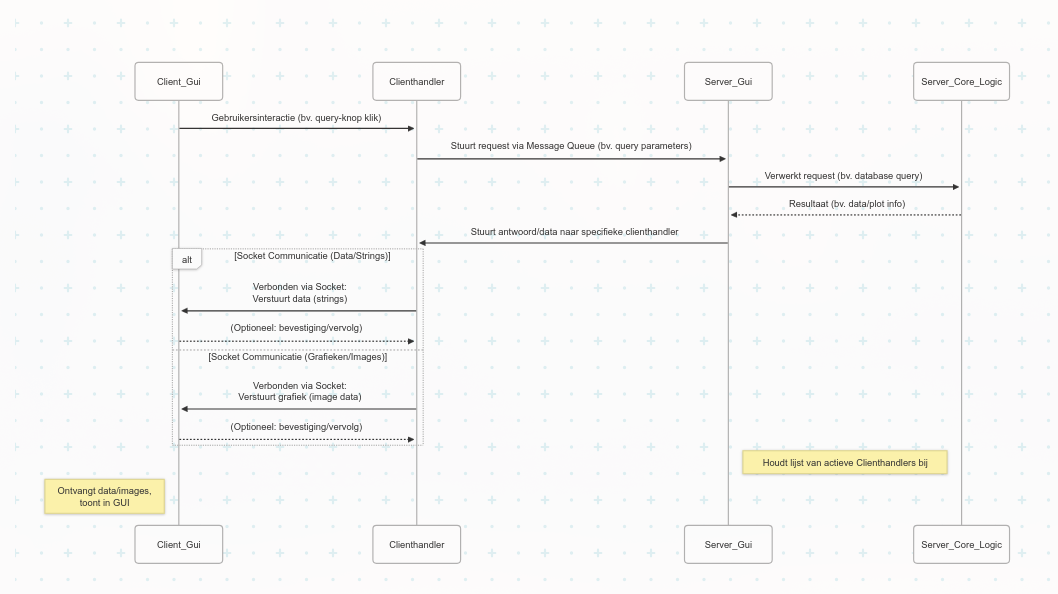 Client_Gui
Clienthandler
Server_Gui
Server_Core_Logic
Gebruikersinteractie (bv. query-knop klik)
Stuurt request via Message Queue (bv. query parameters)
Verwerkt request (bv. database query)
Resultaat (bv. data/plot info)
Stuurt antwoord/data naar specifieke clienthandler
alt
[Socket Communicatie (Data/Strings)]
Verbonden via Socket:
Verstuurt data (strings)
(Optioneel: bevestiging/vervolg)
[Socket Communicatie (Grafieken/Images)]
Verbonden via Socket:
Verstuurt grafiek (image data)
(Optioneel: bevestiging/vervolg)
Houdt lijst van actieve Clienthandlers bij
Ontvangt data/images,
toont in GUI
Client_Gui
Clienthandler
Server_Gui
Server_Core_Logic